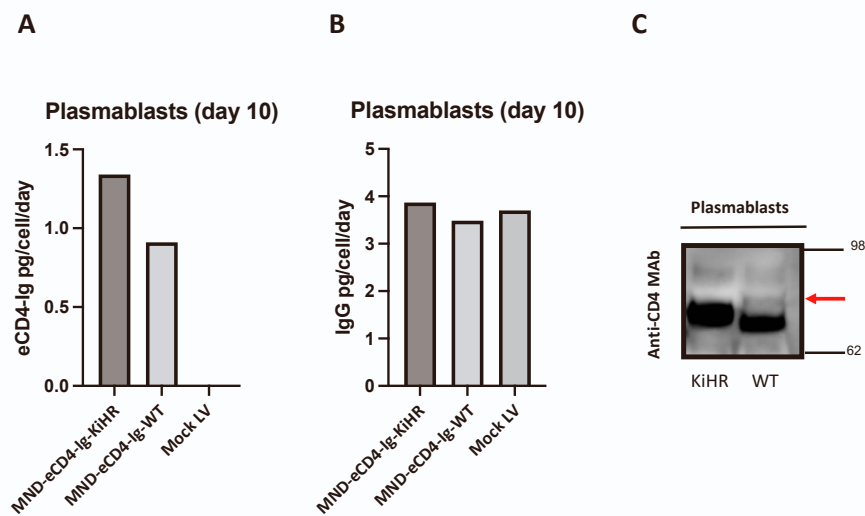 A
Plasmablasts (day 10)
eCD4-Ig pg/cell/day
1.5
1.0
0.5
0.0
MND-eCD4-Ig-KiHR
MND-eCD4-Ig-WT
Mock LV
B
Plasmablasts (day 10)
IgG pg/cell/day
5
4
3
2
1
0
MND-eCD4-Ig-KiHR
MND-eCD4-Ig-WT
Mock LV
C
Plasmablasts
Anti-CD4 MAb
98
62
KiHR WT